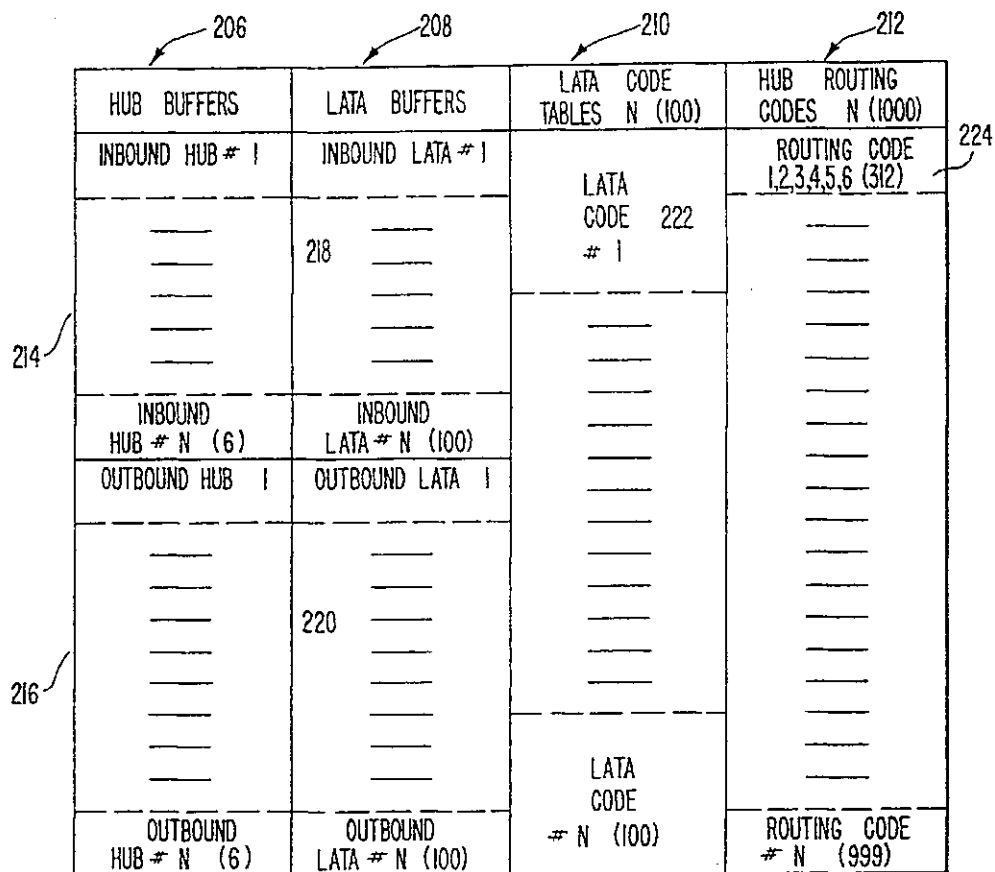 206
208
210
212
HUB BUFFERS
LATA BUFFERS
LATA CODE
TABLES N (100)
HUB ROUTING
CODES N (1000)
INBOUND HUB # 1
INBOUND LATA # 1
LATA
CODE 222
# 1
ROUTING CODE
1,2,3,4,5,6 (312)
224
218
214
INBOUND
HUB # N (6)
INBOUND
LATA # N (100)
OUTBOUND HUB 1
OUTBOUND LATA 1
220
216
LATA
CODE
# N (100)
OUTBOUND
HUB # N (6)
OUTBOUND
LATA # N (100)
ROUTING CODE
# N (999)